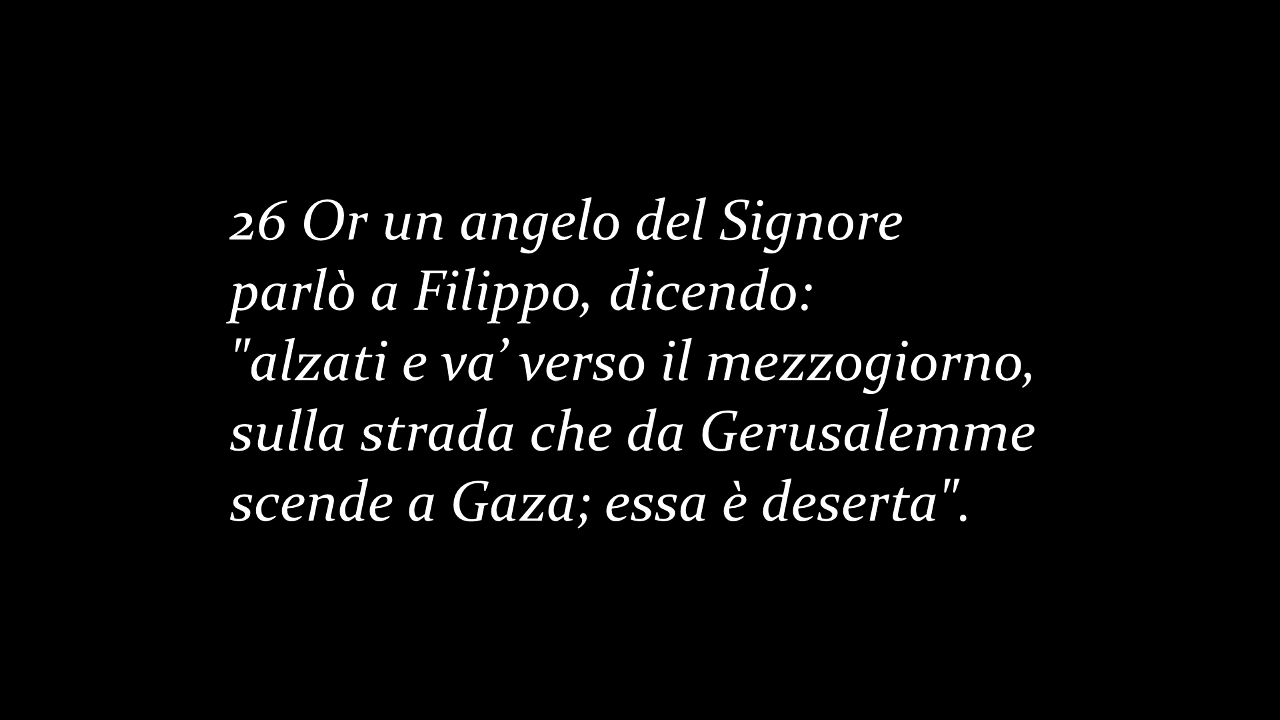 26 Or un angelo del Signore
parlò a Filippo, dicendo:
"alzati e va’ verso il mezzogiorno,
sulla strada che da Gerusalemme
scende a Gaza; essa è deserta".